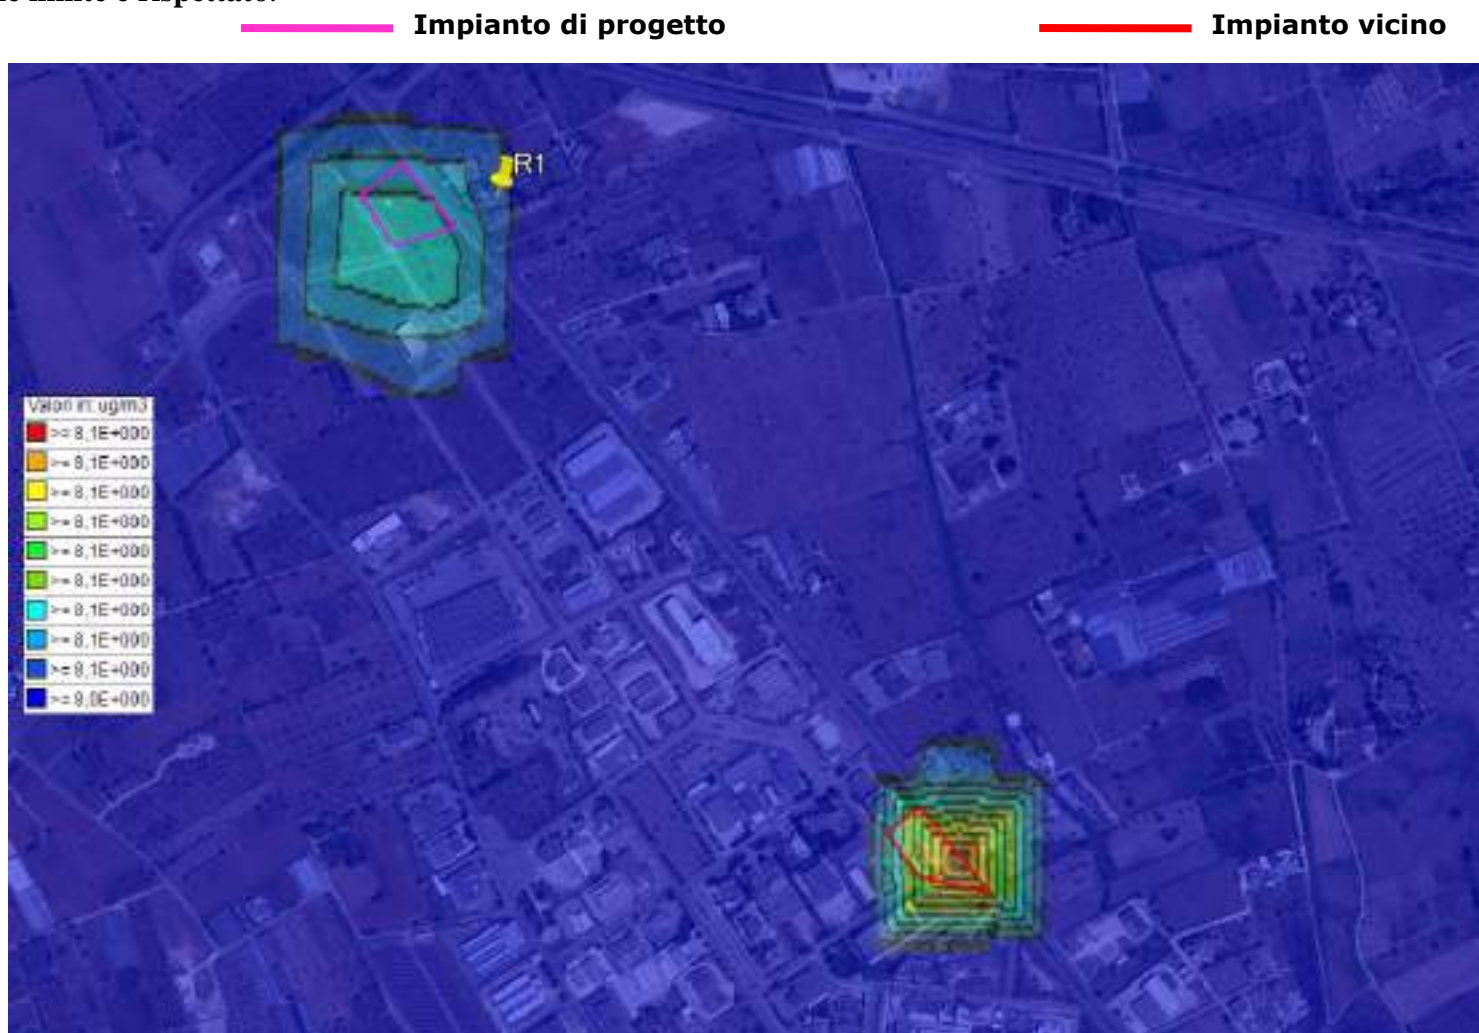 limite è rispettato.
Impianto di progetto
Impianto vicino
R1
Valori in: ug/m3
>= 8,1E+000
>= 8,1E+000
>= 8,1E+000
>= 8,1E+000
>= 8,1E+000
>= 8,1E+000
>= 8,1E+000
>= 8,1E+000
>= 8,1E+000
>= 8,0E+000